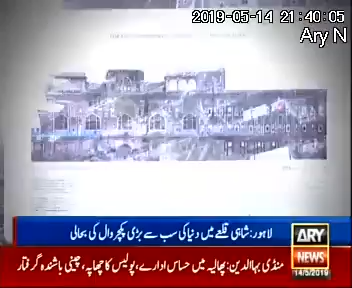 2019-05-14 21:40:05
Ary N
لاہور: شاہی قلعے میں دنیا کی سب سے بڑی پکچر وال کی بحالی
ARY
NEWS
منڈی بہاالدین: پھالیہ میں حساس ادارے، پولیس کا چھاپہ، چینی باشندہ گرفتار
14/5/2019